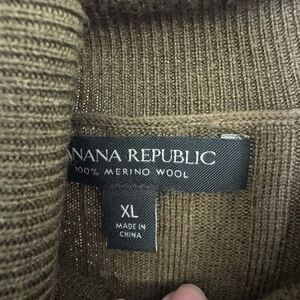 NANA REPUBLIC
100% MERINO WOOL
XL
MADE IN
CHINA